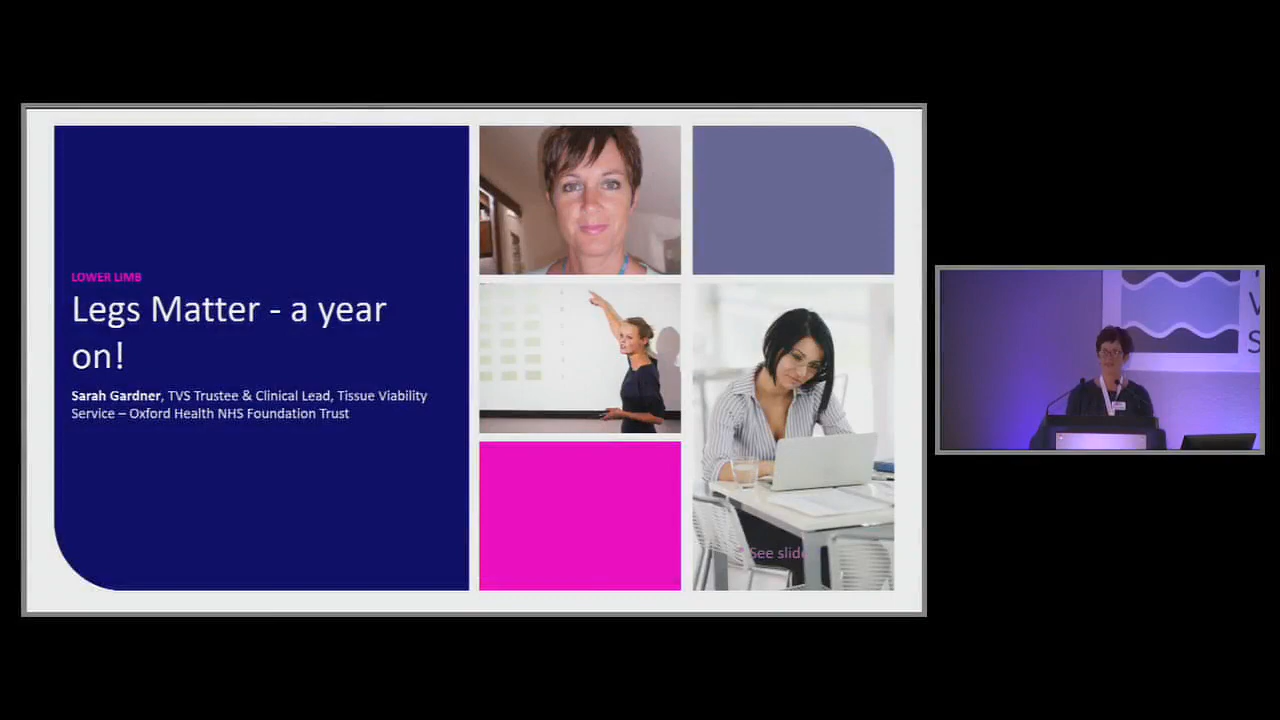 LOWER LIMB
Legs Matter - a year
on!
Sarah Gardner, TVS Trustee & Clinical Lead, Tissue Viability
Service – Oxford Health NHS Foundation Trust
See slide